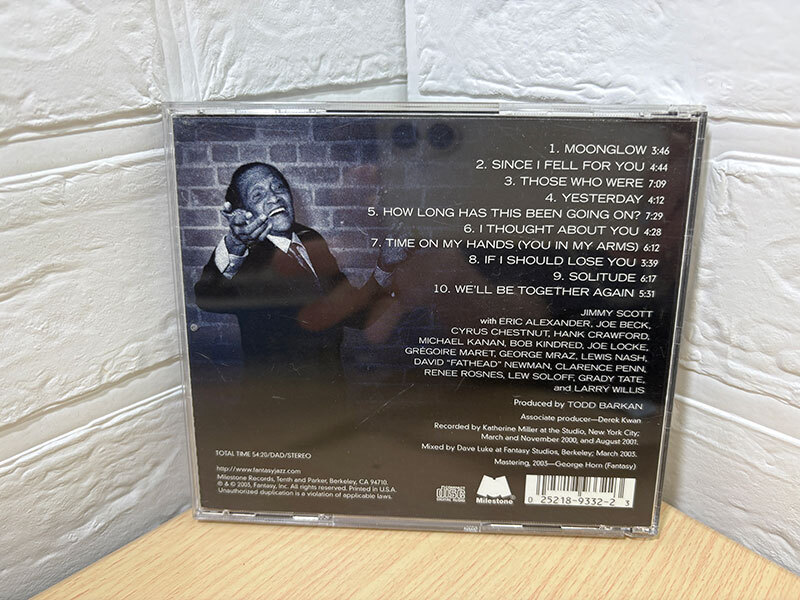 1. MOONGLOW 3:46
2. SINCE I FELL FOR YOU 4:44
3. THOSE WHO WERE 7:09
4. YESTERDAY 4:12
5. HOW LONG HAS THIS BEEN GOING ON? 7:29
6. I THOUGHT ABOUT YOU 4:28
7. TIME ON MY HANDS (YOU IN MY ARMS) 6:12
8. IF I SHOULD LOSE YOU 3:39
9. SOLITUDE 6:17
10. WE'LL BE TOGETHER AGAIN 5:31
JIMMY SCOTT
with ERIC ALEXANDER, JOE BECK,
CYRUS CHESTNUT, HANK CRAWFORD,
MICHAEL KANAN, BOB KINDRED, JOE LOCKE,
GRÉGOIRE MARET, GEORGE MRAZ, LEWIS NASH,
DAVID "FATHEAD" NEWMAN, CLARENCE PENN,
RENEE ROSNES, LEW SOLOFF, GRADY TATE,
and LARRY WILLIS
Produced by TODD BARKAN
Associate producer—Derek Kwan
Recorded by Katherine Miller at the Studio, New York City;
March and November 2000, and August 2001.
Mixed by Dave Luke at Fantasy Studios, Berkeley; March 2003.
Mastering, 2003—George Horn (Fantasy)
TOTAL TIME 54:20/DAD/STEREO
http://www.fantasyjazz.com
Milestone Records, Tenth and Parker, Berkeley, CA 94710.
℗ & © 2003, Fantasy, Inc. All rights reserved. Printed in U.S.A.
Unauthorized duplication is a violation of applicable laws.
COMPACT
disc
DIGITAL AUDIO
Milestone
0 25218-9332-2 3